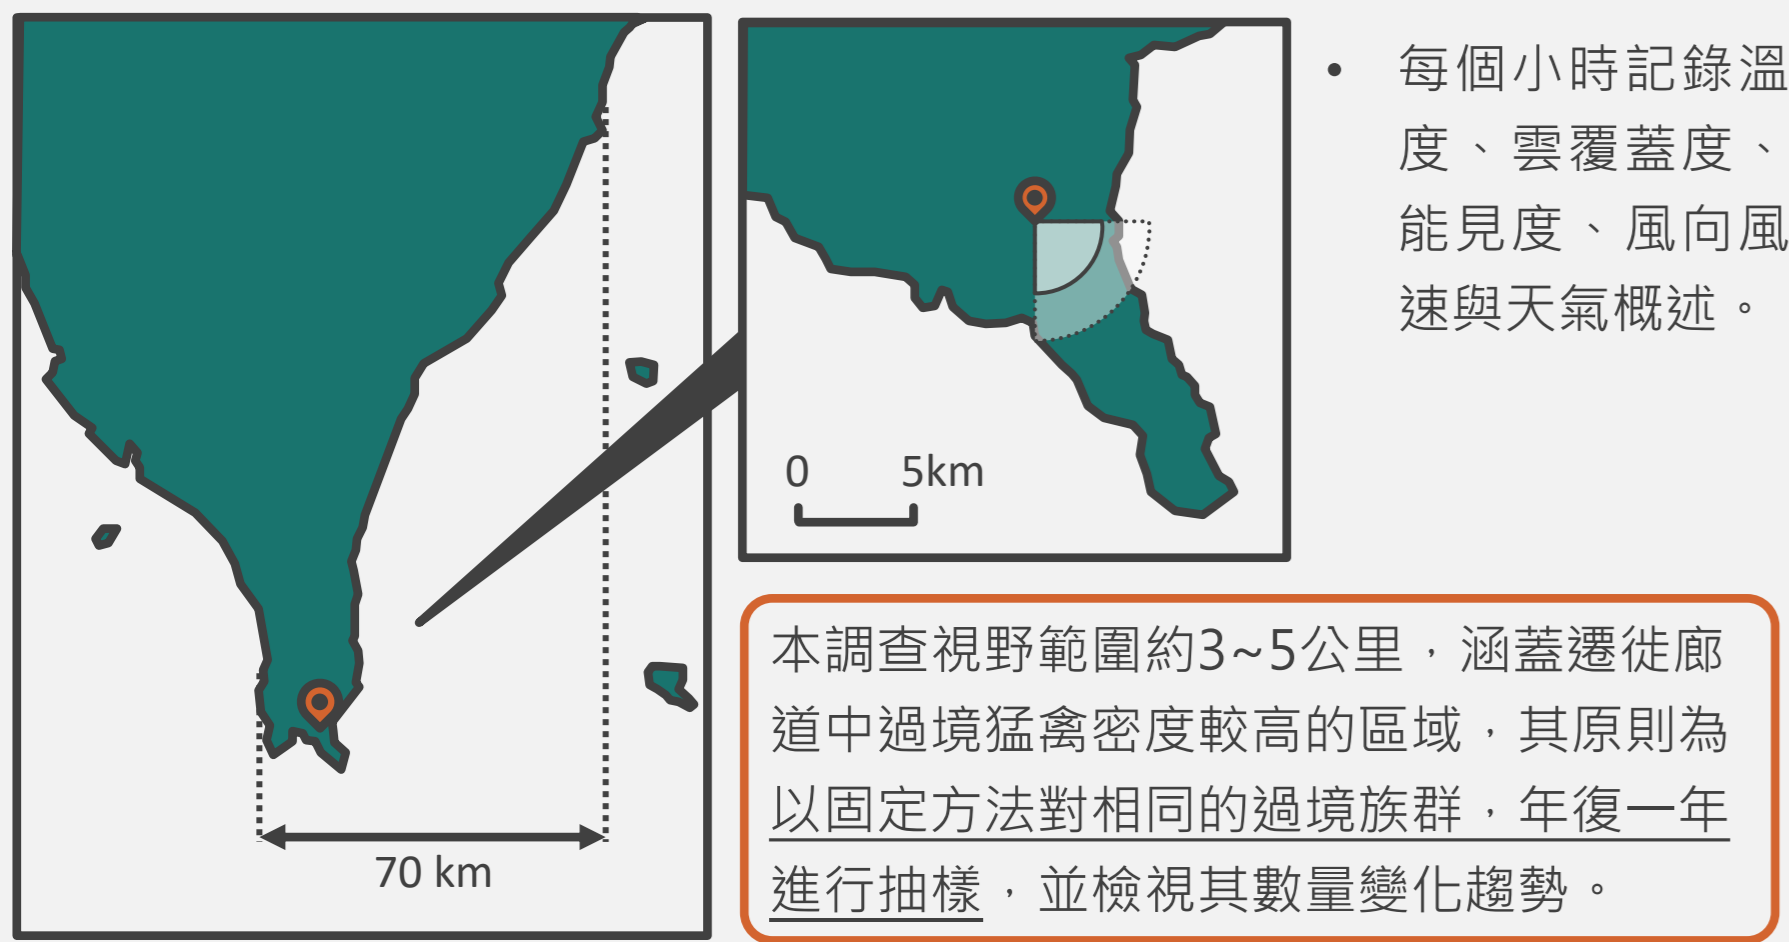 • 每個小時記錄溫
度、雲覆蓋度、
能見度、風向風
速與天氣概述。
0 5km
70 km
本調查視野範圍約3~5公里，涵蓋遷徙廊
道中過境猛禽密度較高的區域，其原則為
以固定方法對相同的過境族群，年復一年
進行抽樣，並檢視其數量變化趨勢。